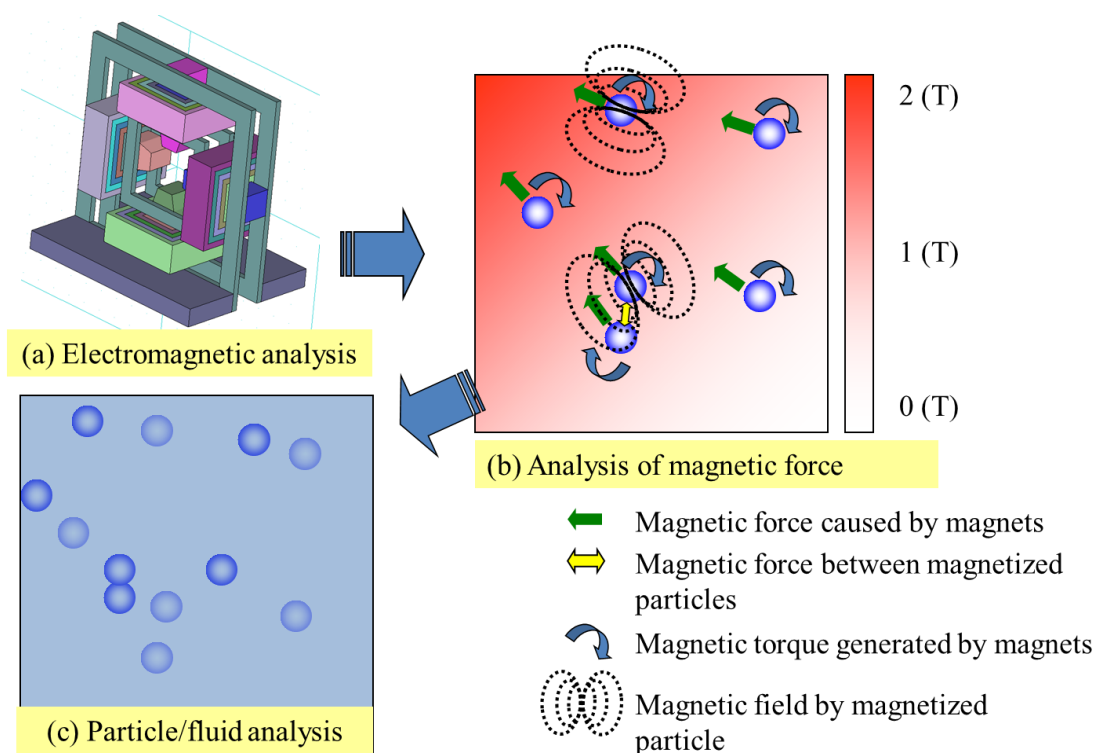 (a) Electromagnetic analysis
2 (T)
1 (T)
0 (T)
(b) Analysis of magnetic force
Magnetic force caused by magnets
Magnetic force between magnetized
particles
Magnetic torque generated by magnets
Magnetic field by magnetized
particle
(c) Particle/fluid analysis